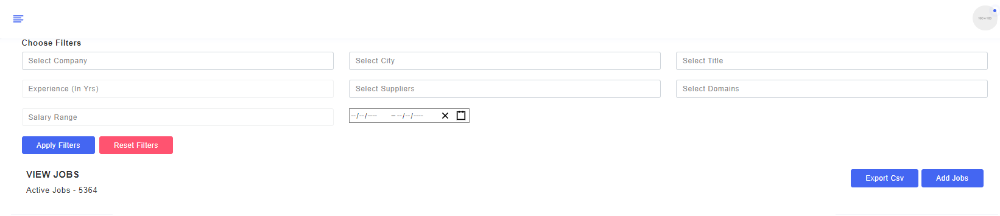 100 × 100
Choose Filters
Select Company
Select City
Select Title
Experience (In Yrs)
Select Suppliers
Select Domains
Salary Range
--/--/---- – --/--/----
Apply Filters
Reset Filters
VIEW JOBS
Export Csv
Add Jobs
Active Jobs - 5364